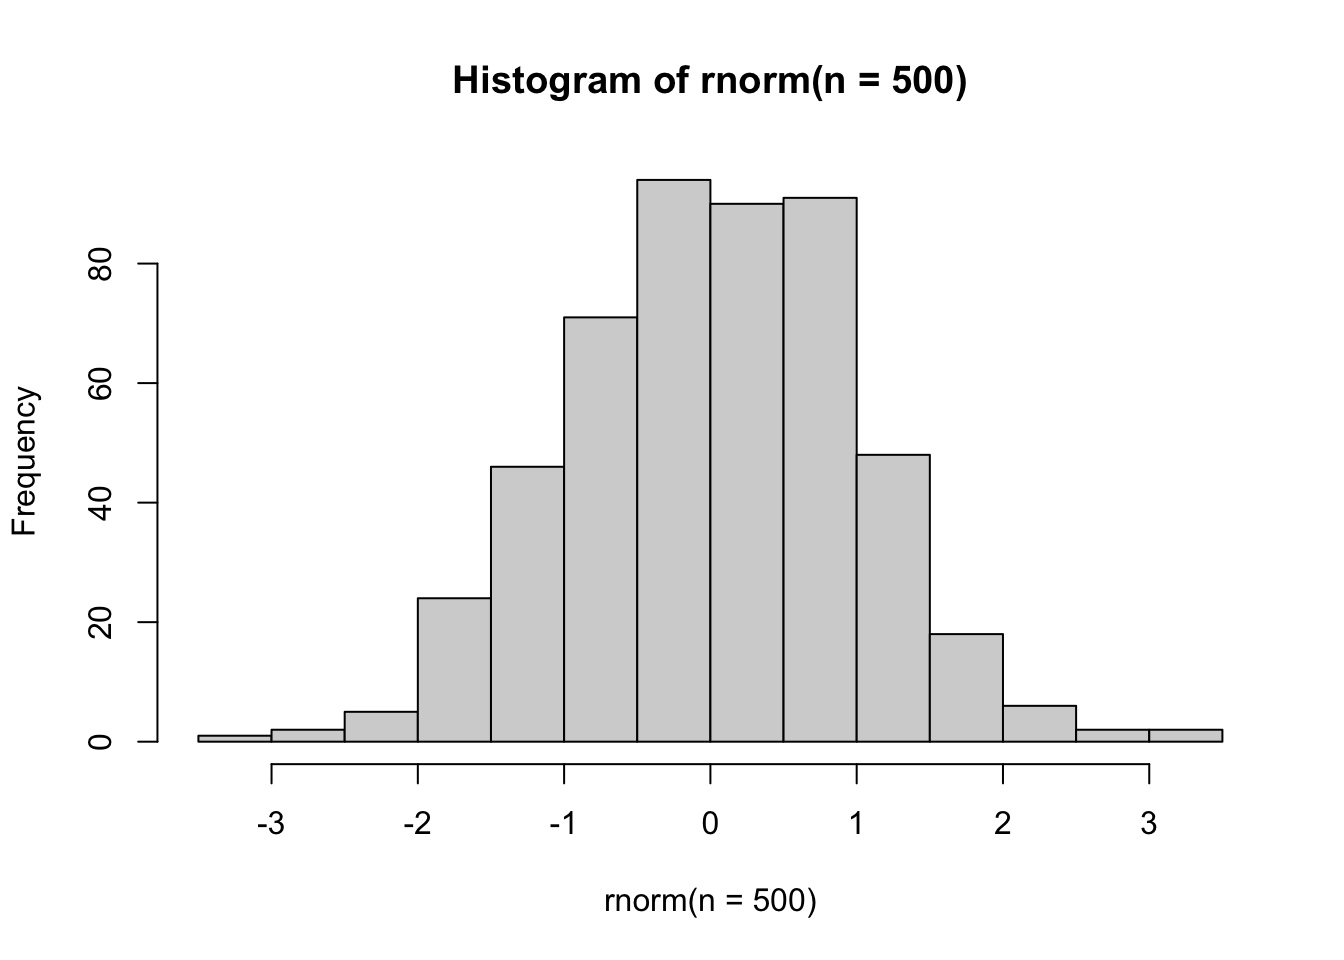 Histogram of rnorm(n = 500)
Frequency
80
60
40
20
0
-3 -2 -1 0 1 2 3
rnorm(n = 500)